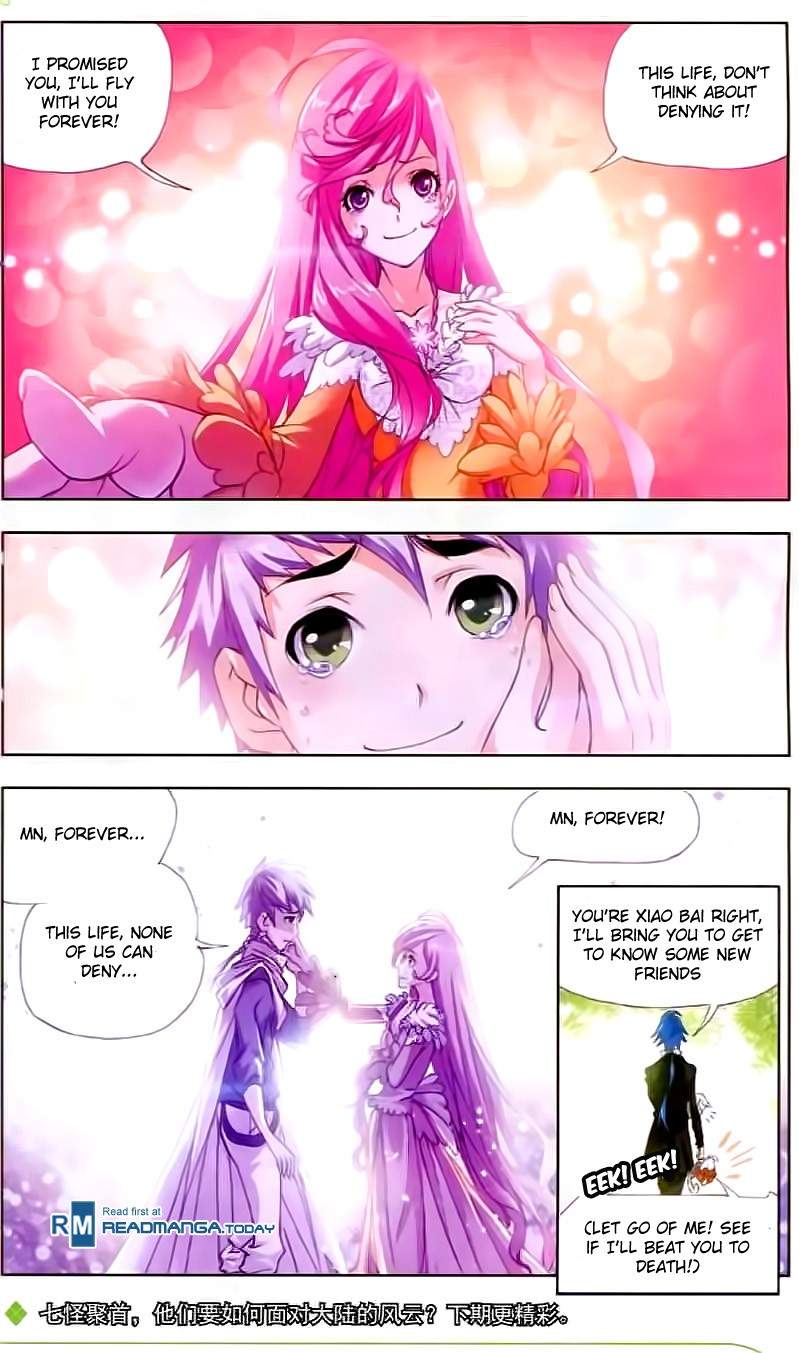 I PROMISED
YOU, I'LL FLY
WITH YOU
FOREVER!
THIS LIFE, DON'T
THINK ABOUT
DENYING IT!
MN, FOREVER...
MN, FOREVER!
THIS LIFE, NONE
OF US CAN
DENY...
YOU'RE XIAO BAI RIGHT,
I'LL BRING YOU TO GET
TO KNOW SOME NEW
FRIENDS
EEK! EEK!
(LET GO OF ME! SEE
IF I'LL BEAT YOU TO
DEATH!)
RM
Read first at
READMANGA.TODAY
七怪聚首，他们要如何面对大陆的风云？下期更精彩。